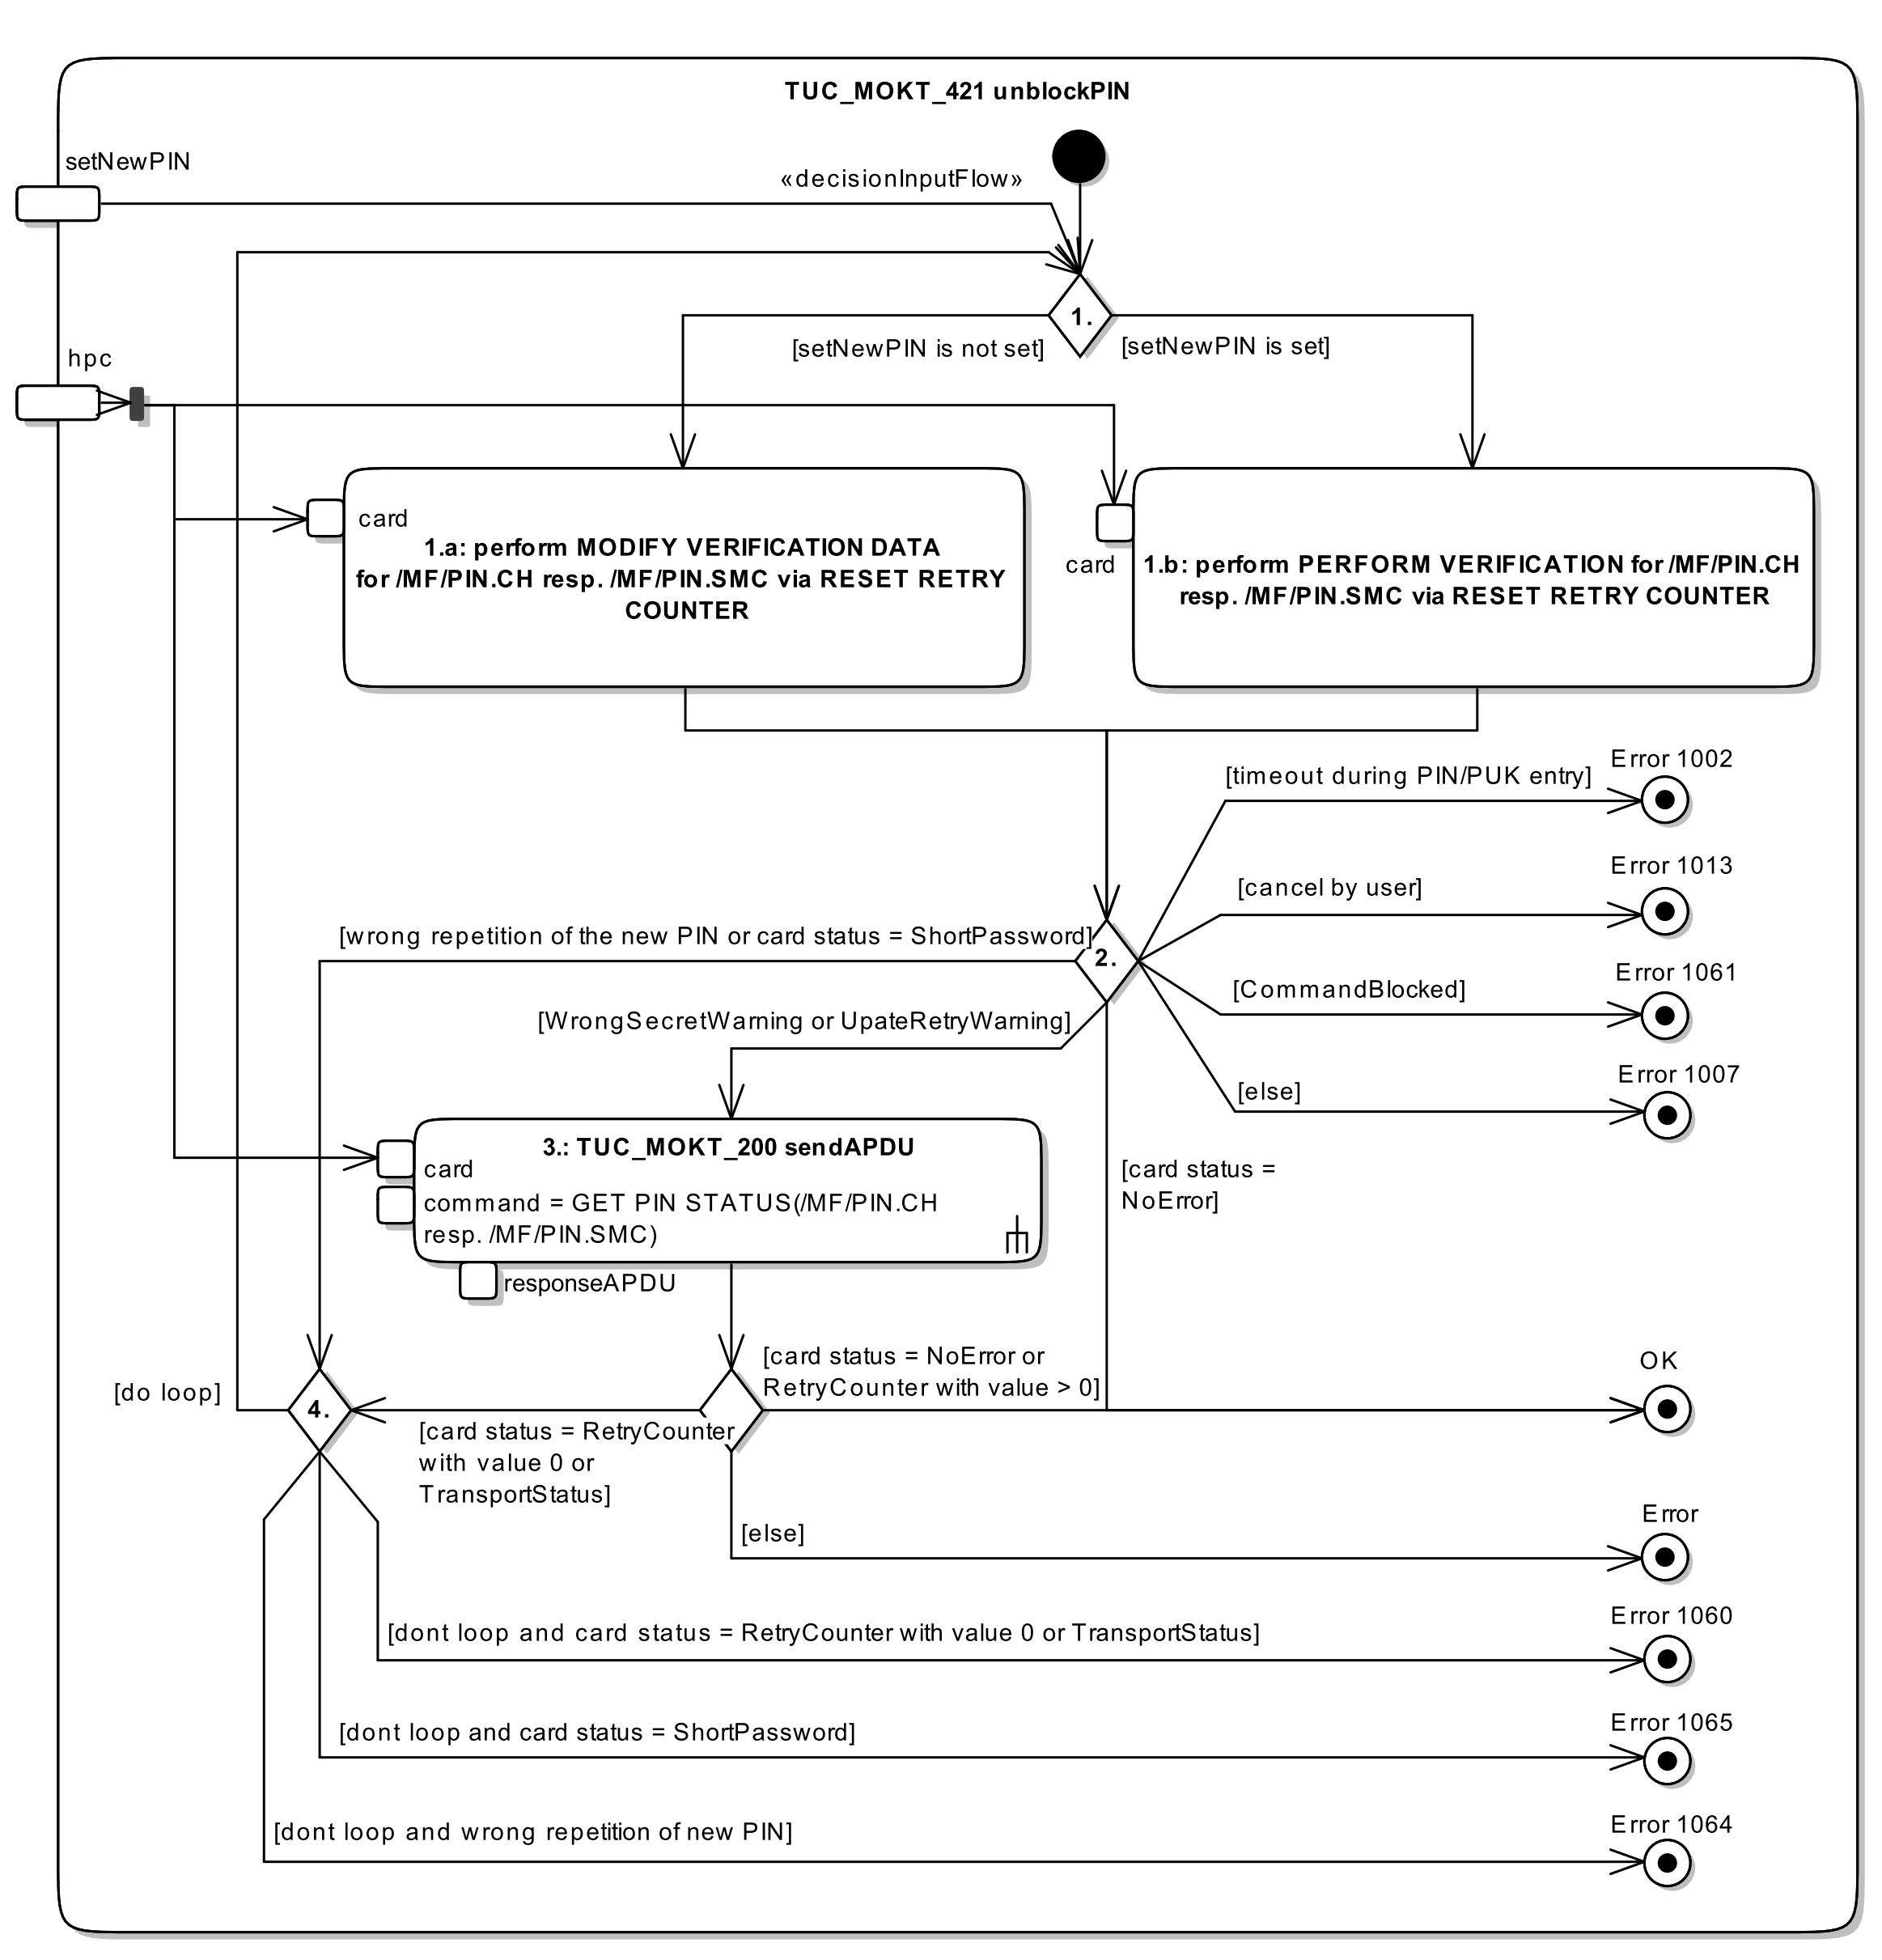 TUC_MOKT_421 unblockPIN
setNewPIN
«decisionInputFlow»
1.
[setNewPIN is not set]
[setNewPIN is set]
hpc
card
1.a: perform MODIFY VERIFICATION DATA
for /MF/PIN.CH resp. /MF/PIN.SMC via RESET RETRY
COUNTER
card
1.b: perform PERFORM VERIFICATION for /MF/PIN.CH
resp. /MF/PIN.SMC via RESET RETRY COUNTER
Error 1002
[timeout during PIN/PUK entry]
Error 1013
[cancel by user]
[wrong repetition of the new PIN or card status = ShortPassword]
2.
Error 1061
[CommandBlocked]
[WrongSecretWarning or UpateRetryWarning]
Error 1007
[else]
3.: TUC_MOKT_200 sendAPDU
card
command = GET PIN STATUS(/MF/PIN.CH
resp. /MF/PIN.SMC)
responseAPDU
[card status =
NoError]
[card status = NoError or
RetryCounter with value > 0]
OK
[do loop]
4.
[card status = RetryCounter
with value 0 or
TransportStatus]
Error
[else]
Error 1060
[dont loop and card status = RetryCounter with value 0 or TransportStatus]
Error 1065
[dont loop and card status = ShortPassword]
Error 1064
[dont loop and wrong repetition of new PIN]